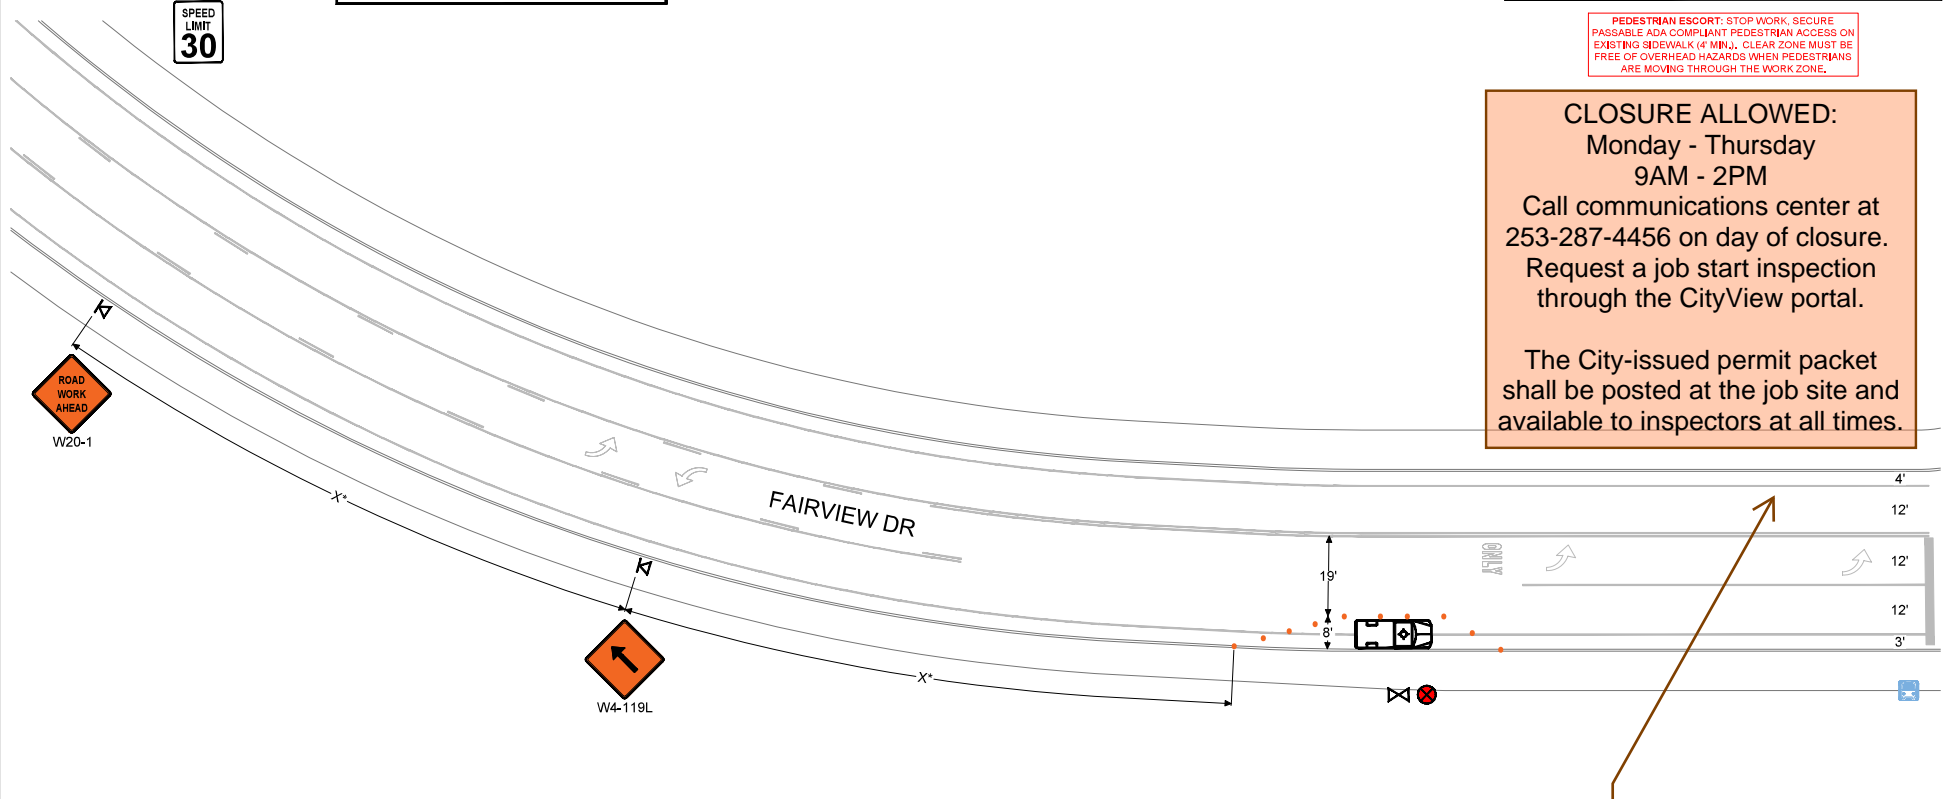 SPEED
LIMIT
30
PEDESTRIAN ESCORT: STOP WORK, SECURE
PASSABLE ADA COMPLIANT PEDESTRIAN ACCESS ON
EXISTING SIDEWALK (4' MIN.). CLEAR ZONE MUST BE
FREE OF OVERHEAD HAZARDS WHEN PEDESTRIANS
ARE MOVING THROUGH THE WORK ZONE.
CLOSURE ALLOWED:
Monday - Thursday
9AM - 2PM
Call communications center at
253-287-4456 on day of closure.
Request a job start inspection
through the CityView portal.
The City-issued permit packet
shall be posted at the job site and
available to inspectors at all times.
ROAD
WORK
AHEAD
W20-1
X*
FAIRVIEW DR
4'
12'
ONLY
12'
19'
12'
8'
3'
X*
W4-119L